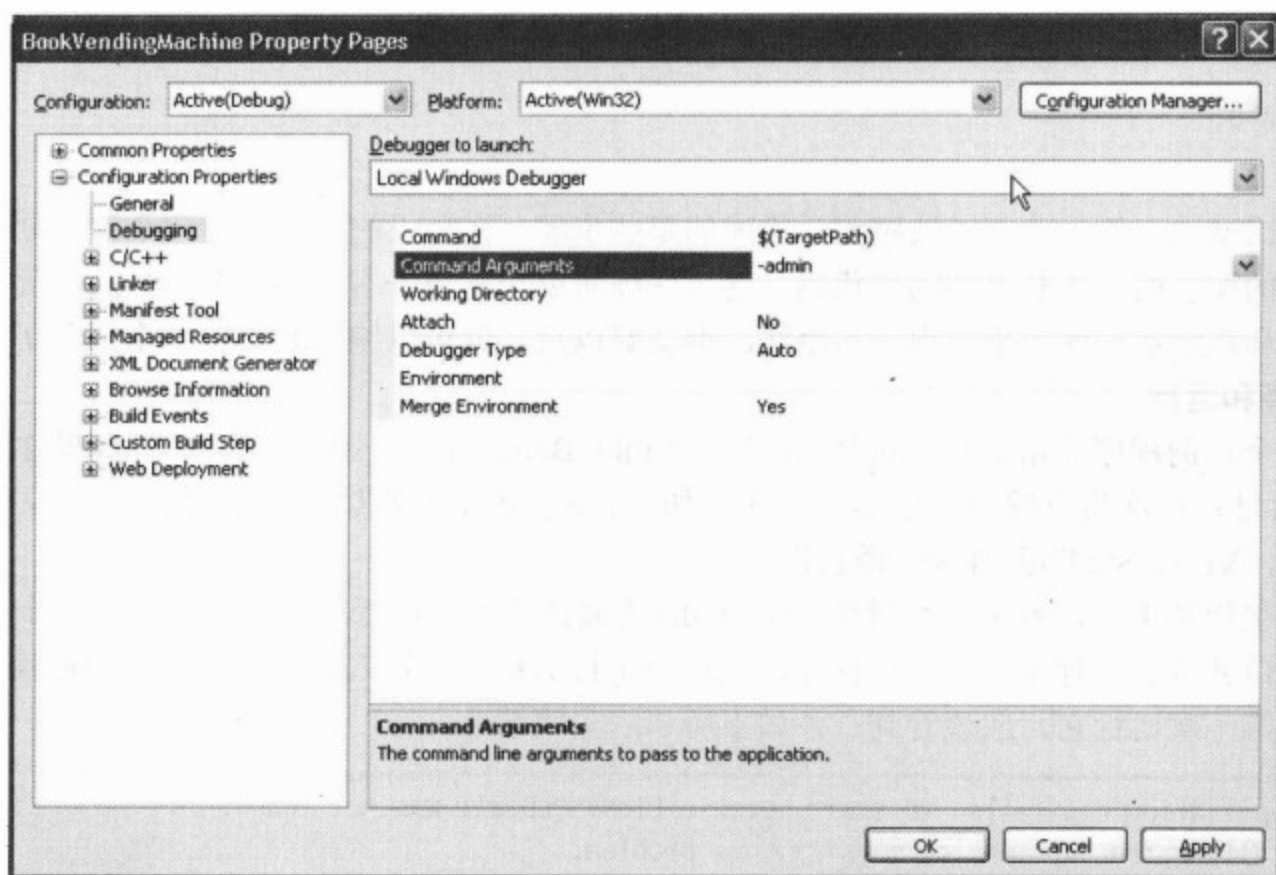 BookVendingMachine Property Pages
Configuration: Active(Debug) Platform: Active(Win32) Configuration Manager...
Common Properties
Configuration Properties
General
Debugging
C/C++
Linker
Manifest Tool
Managed Resources
XML Document Generator
Browse Information
Build Events
Custom Build Step
Web Deployment
Debugger to launch:
Local Windows Debugger
Command $(TargetPath)
Command Arguments -admin
Working Directory
Attach No
Debugger Type Auto
Environment
Merge Environment Yes
Command Arguments
The command line arguments to pass to the application.
OK Cancel Apply